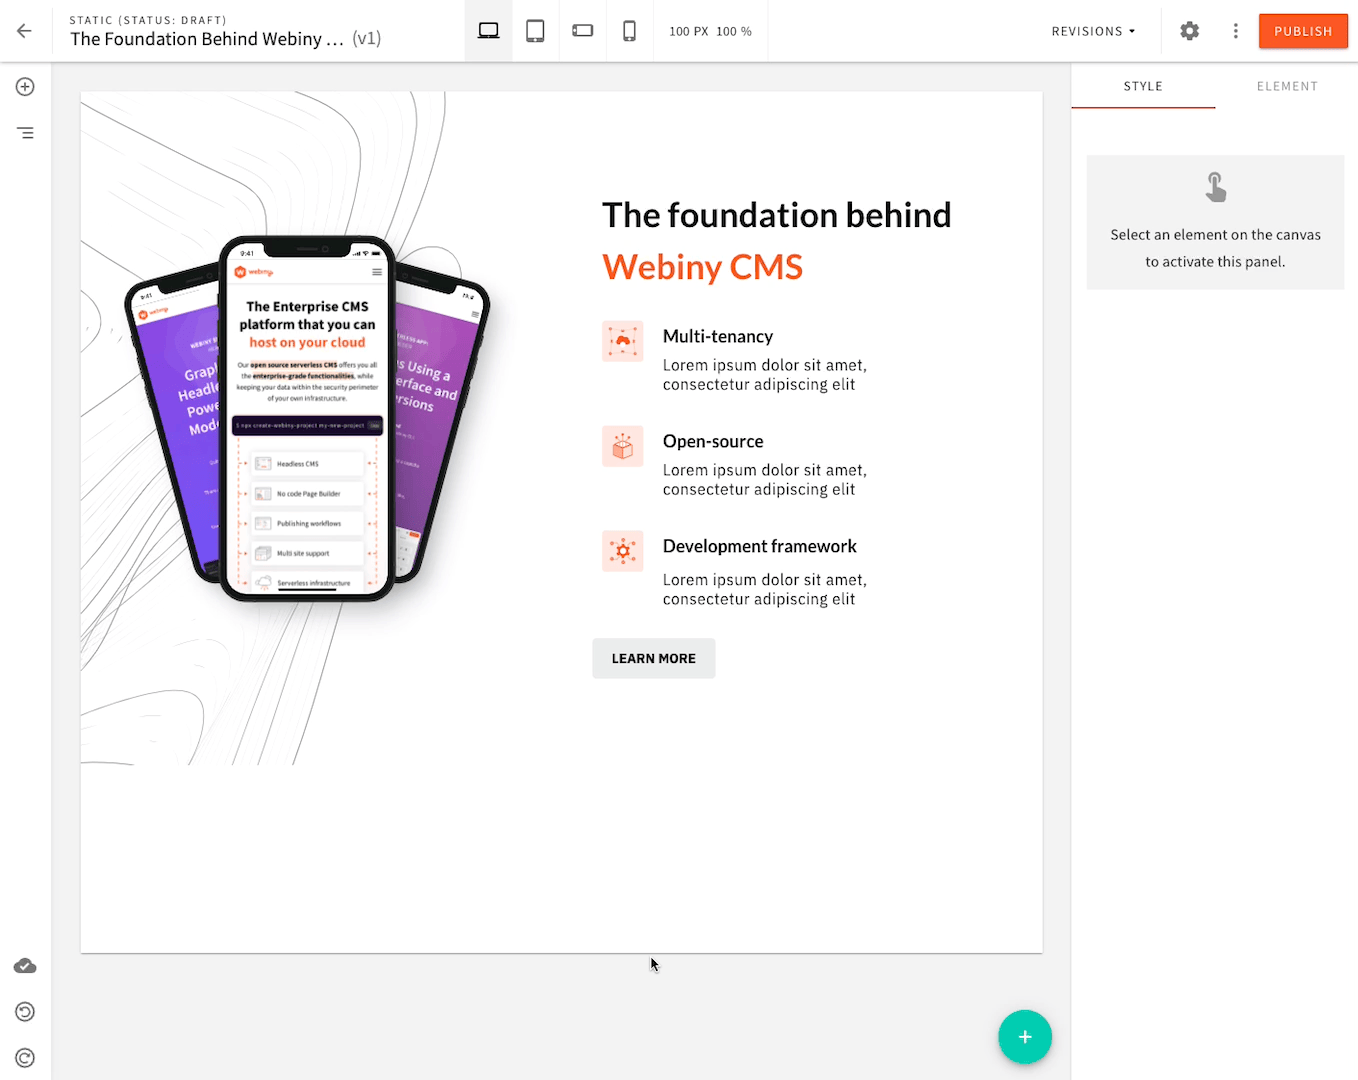 STATIC (STATUS: DRAFT)
The Foundation Behind Webiny ... (v1)
100 PX 100 %
REVISIONS
PUBLISH
STYLE
ELEMENT
Select an element on the canvas
to activate this panel.
The foundation behind
Webiny CMS
Multi-tenancy
Lorem ipsum dolor sit amet,
consectetur adipiscing elit
Open-source
Lorem ipsum dolor sit amet,
consectetur adipiscing elit
Development framework
Lorem ipsum dolor sit amet,
consectetur adipiscing elit
LEARN MORE
9:41
webiny
The Enterprise CMS
platform that you can
host on your cloud
Our open source serverless CMS offers you all
the enterprise-grade functionalities, while
keeping your data within the security perimeter
of your own infrastructure.
$ npx create-webiny-project my-new-project
Headless CMS
No code Page Builder
Publishing workflows
Multi site support
Serverless infrastructure
9:41
webiny
s Using a
erface and
ersions